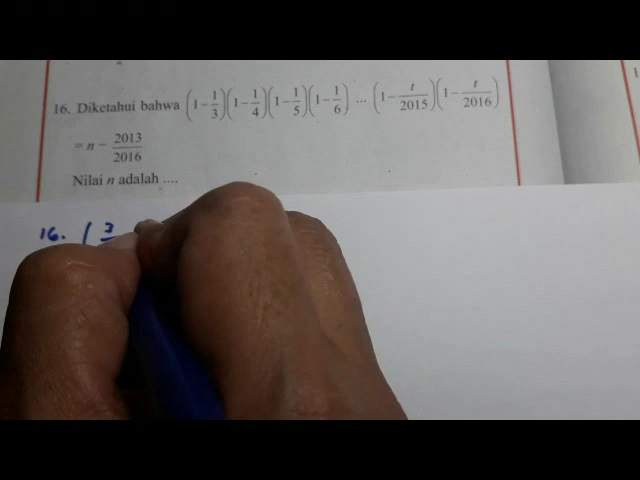 16. Diketahui bahwa (1-1/3)(1-1/4)(1-1/5)(1-1/6) ... (1-t/2015)(1-t/2016)
= n - 2013/2016
Nilai n adalah ....
16. ( 3